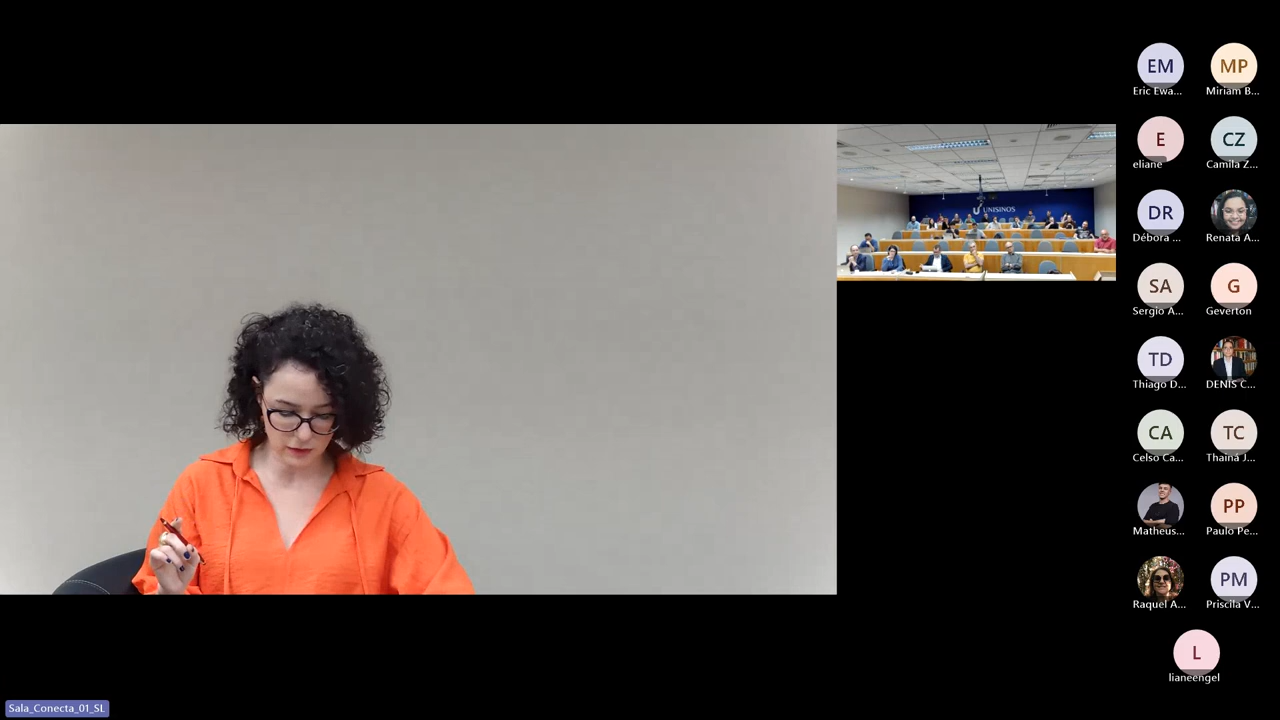 UNISINOS
EM
Eric Ewa...
MP
Miriam B...
E
eliane
CZ
Camila Z...
DR
Débora ...
Renata A...
SA
Sergio A...
G
Geverton
TD
Thiago D...
DENIS C...
CA
Celso Ca...
TC
Thainá J...
Matheus...
PP
Paulo Pe...
Raquel A...
PM
Priscila V...
L
lianeengel
Sala_Conecta_01_SL